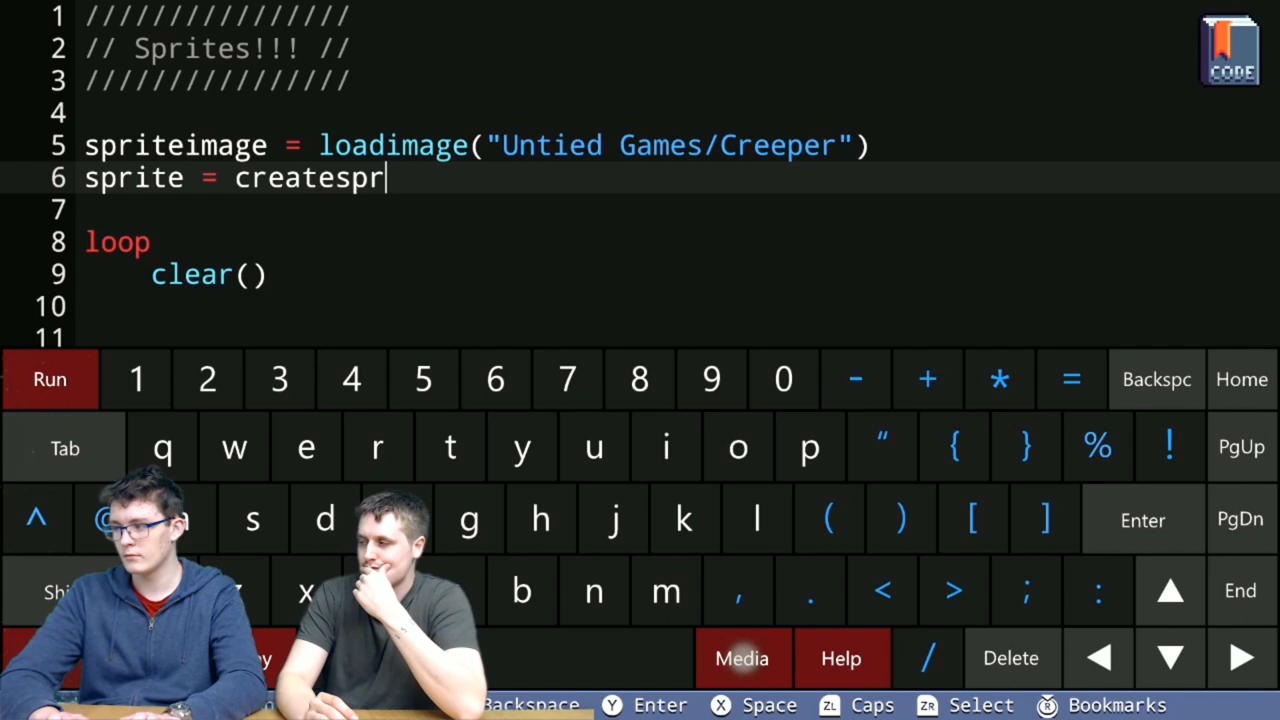 1 ////////////////
2 // Sprites!!! //
3 ////////////////
CODE
4
5 spriteimage = loadimage("Untied Games/Creeper")
6 sprite = createspr
7
8 loop
9 clear()
10
11
Run 1 2 3 4 5 6 7 8 9 0 - + * = Backspc Home
Tab q w e r t y u i o p “ { } % ! PgUp
^ @ a s d g h j k l ( ) [ ] Enter PgDn
x b n m , . < > ; : ▲ End
Media Help / Delete ◀ ▼ ▶
Backspace Y Enter X Space ZL Caps ZR Select R Bookmarks